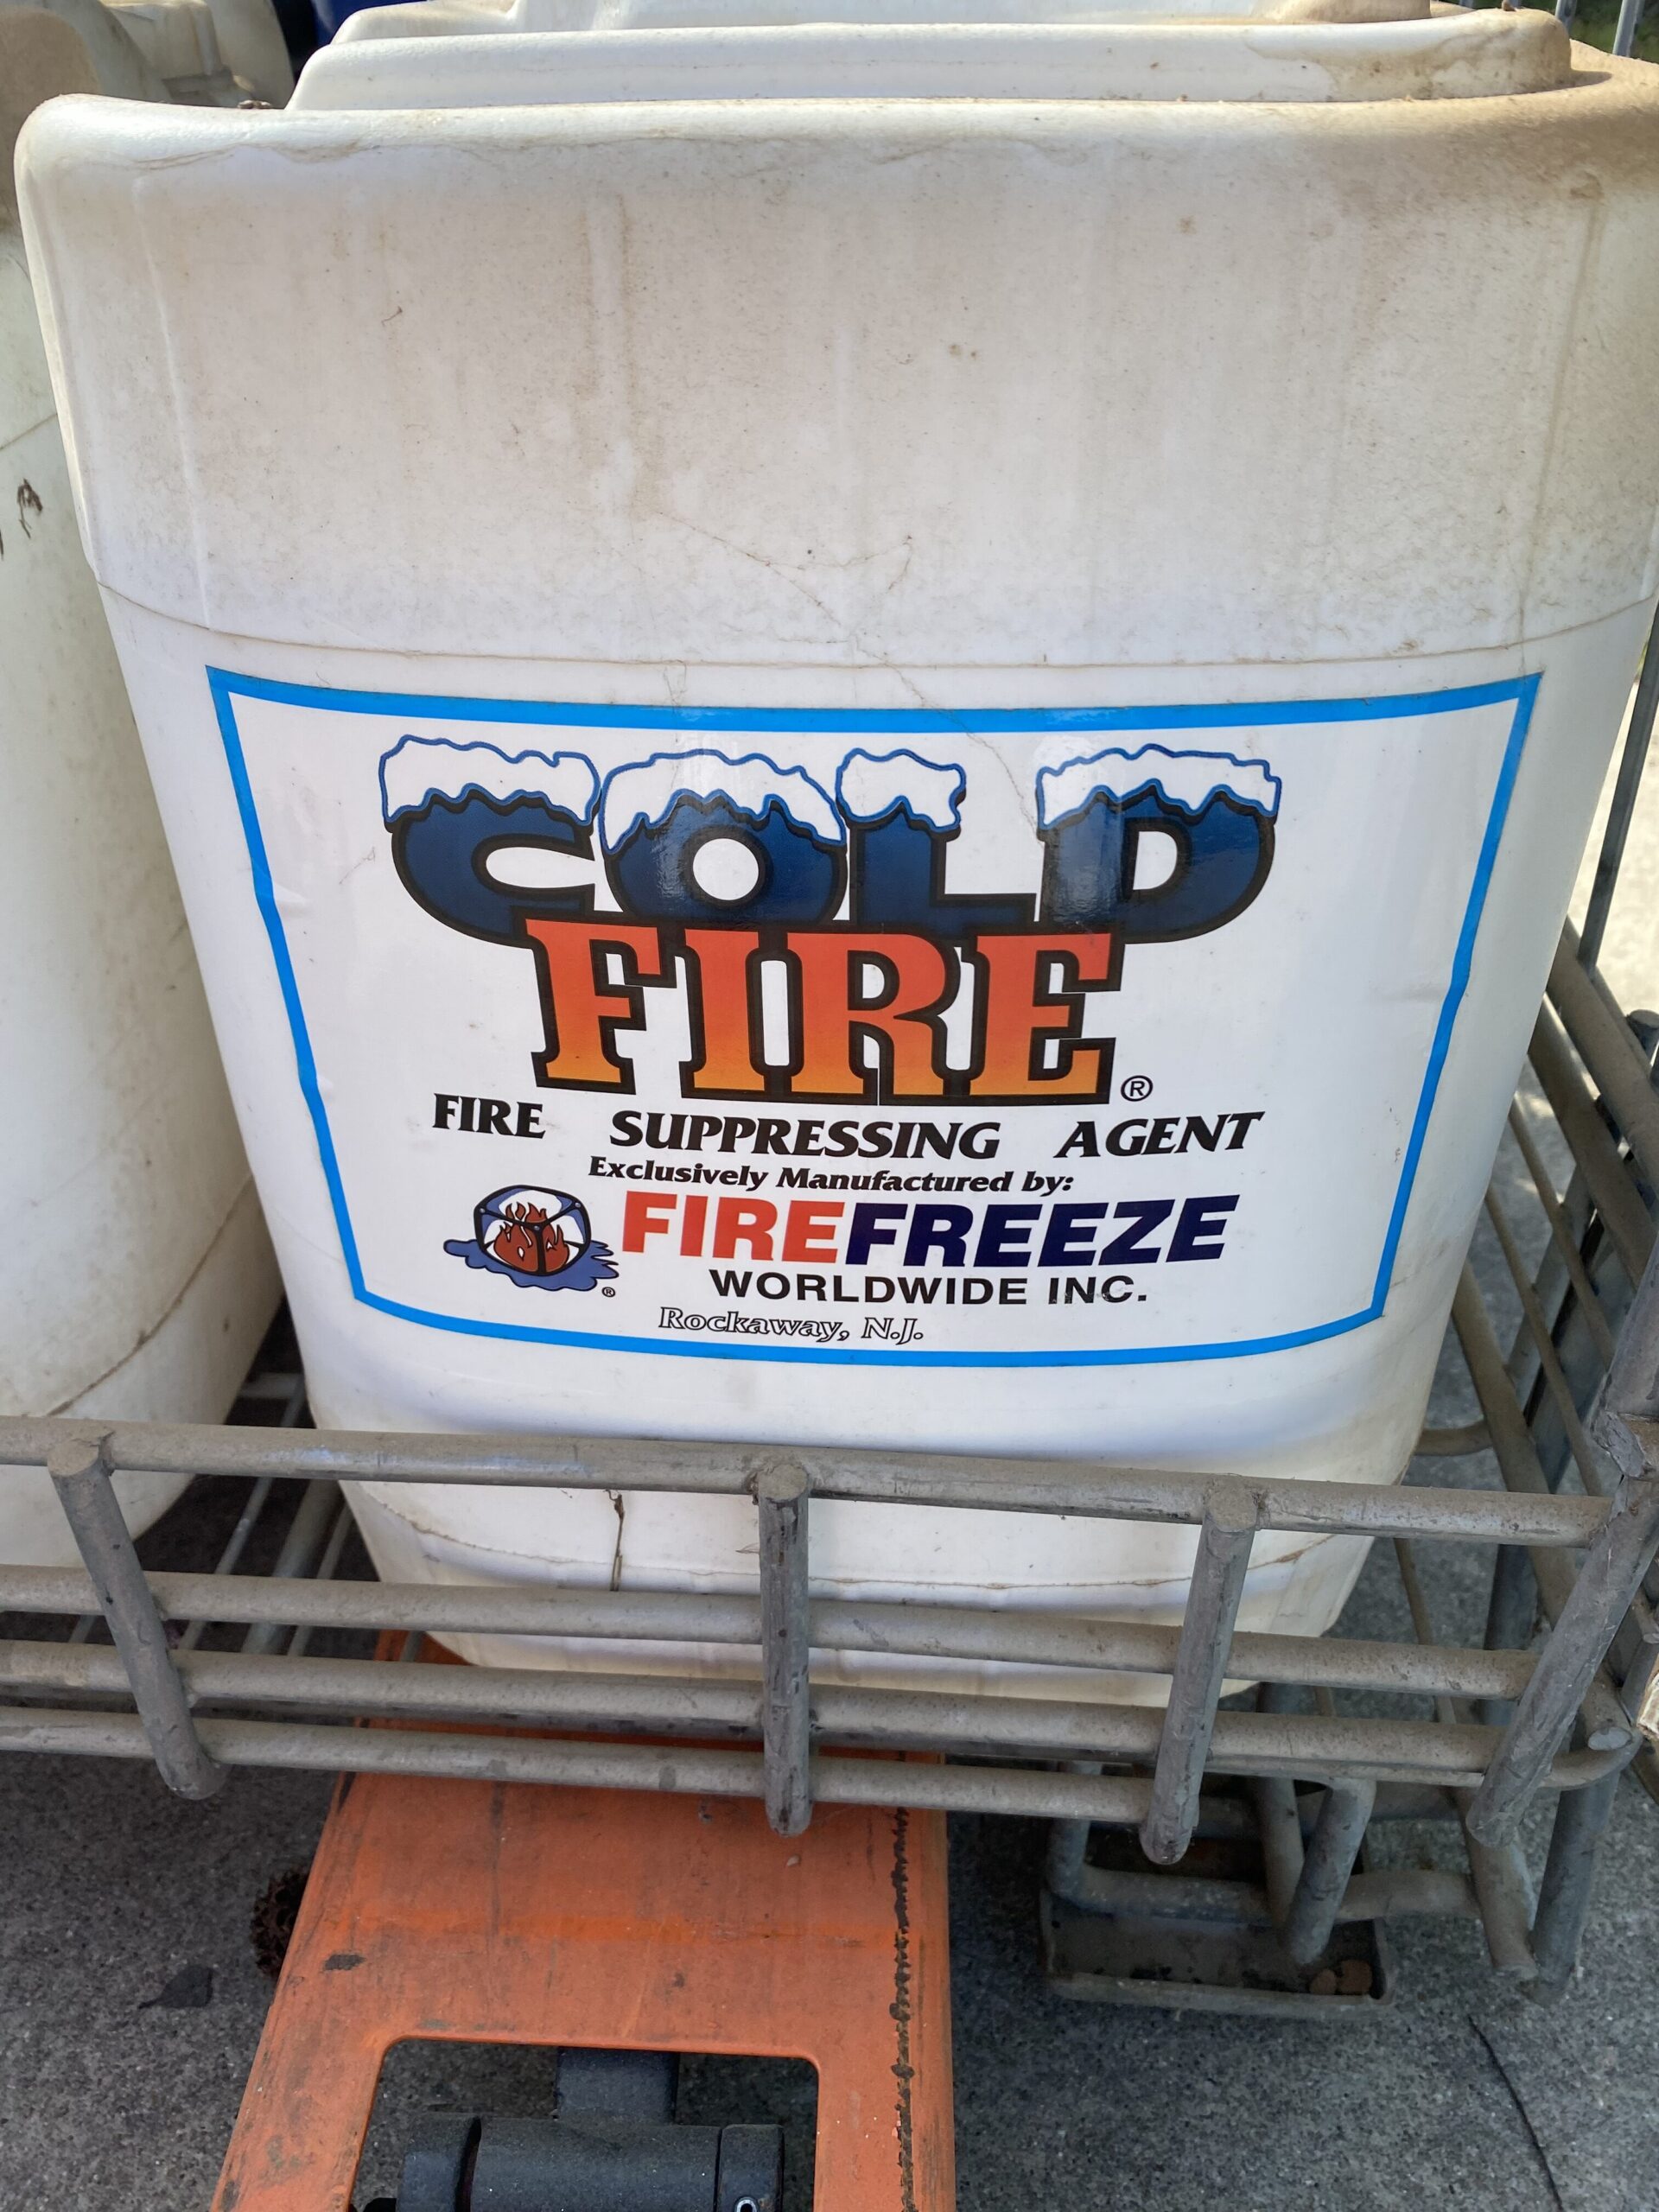 COLD
FIRE®
FIRE SUPPRESSING AGENT
Exclusively Manufactured by:
FIREFREEZE
®
WORLDWIDE INC.
Rockaway, N.J.